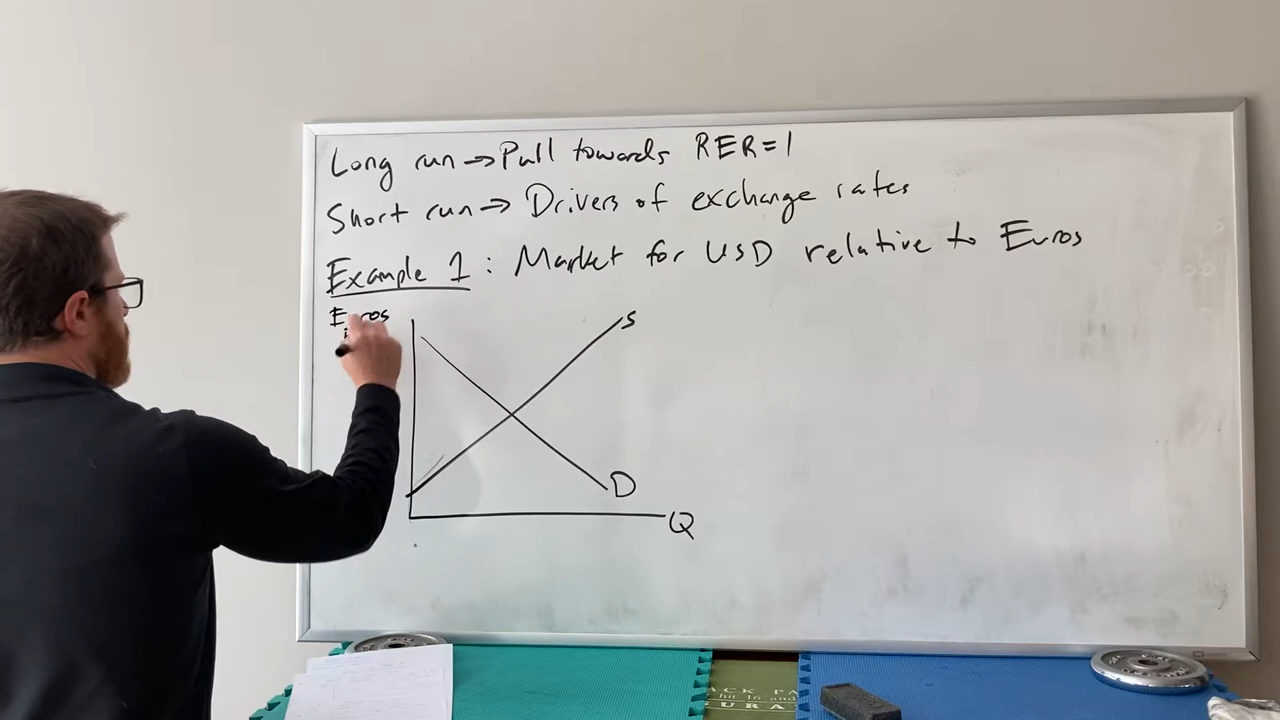 Long run → Pull towards RER=1
Short run → Drivers of exchange rates
Example 1: Market for USD relative to Euros
Euros
S
D
Q